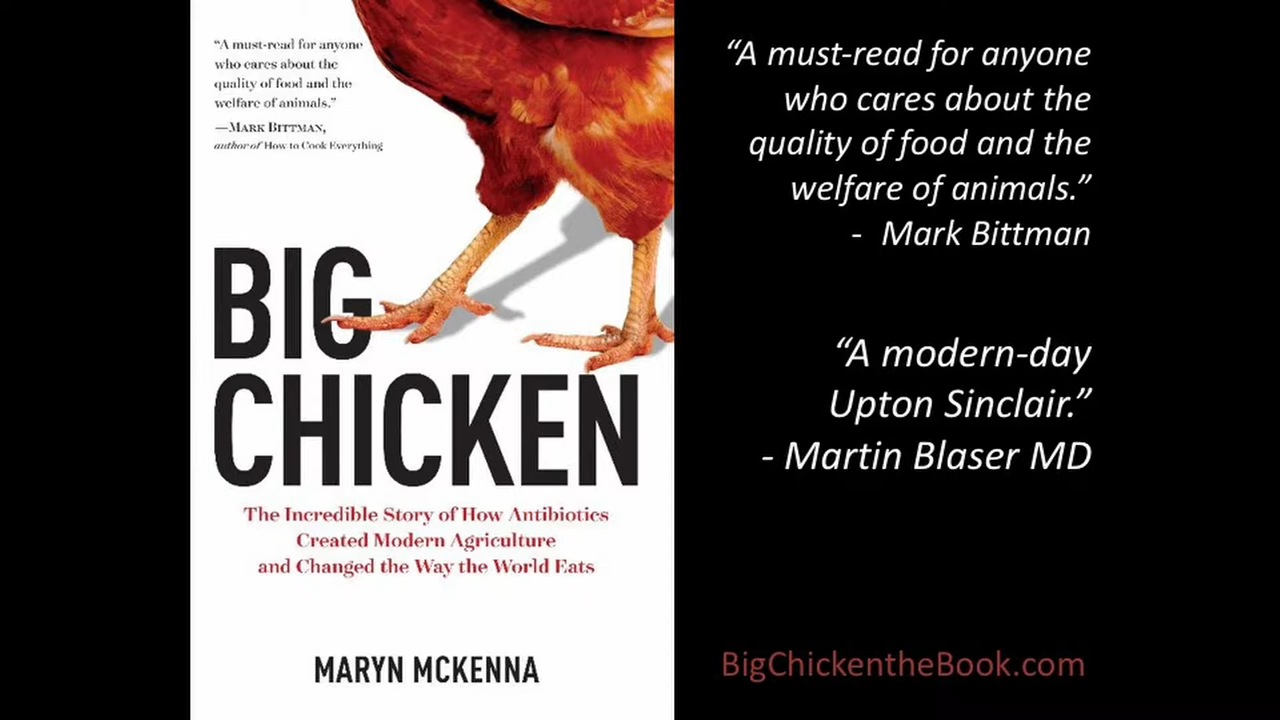 “A must-read for anyone
who cares about the
quality of food and the
welfare of animals.”
—MARK BITTMAN,
author of How to Cook Everything
BIG
CHICKEN
The Incredible Story of How Antibiotics
Created Modern Agriculture
and Changed the Way the World Eats
MARYN MCKENNA
“A must-read for anyone
who cares about the
quality of food and the
welfare of animals.”
- Mark Bittman
“A modern-day
Upton Sinclair.”
- Martin Blaser MD
BigChickentheBook.com